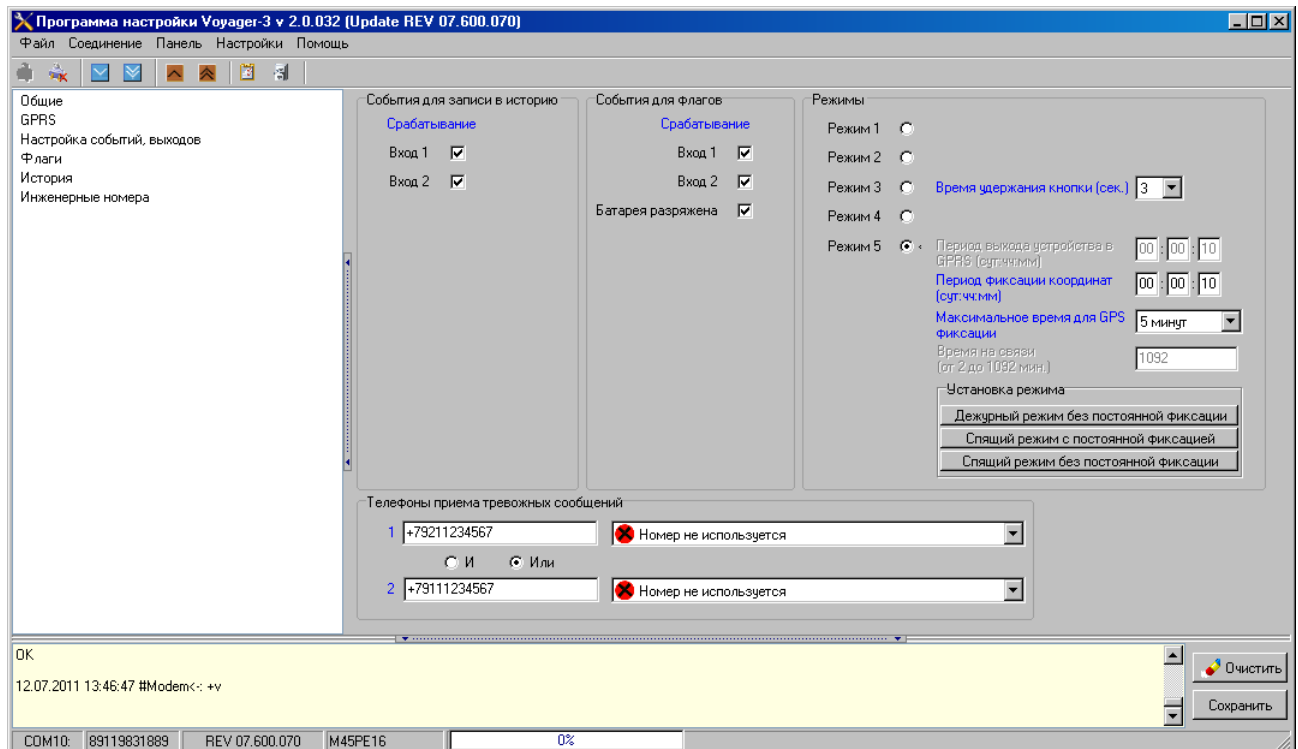 Программа настройки Voyager-3 v 2.0.032 (Update REV 07.600.070)
Файл Соединение Панель Настройки Помощь
Общие
GPRS
Настройка событий, выходов
Флаги
История
Инженерные номера
События для записи в историю
Срабатывание
Вход 1
Вход 2
События для флагов
Срабатывание
Вход 1
Вход 2
Батарея разряжена
Режимы
Режим 1
Режим 2
Режим 3
Время удержания кнопки (сек.) 3
Режим 4
Режим 5
Период выхода устройства в
GPRS (сут:чч:мм)
00 : 00 : 10
Период фиксации координат
(сут:чч:мм)
00 : 00 : 10
Максимальное время для GPS
фиксации
5 минут
Время на связи
(от 2 до 1092 мин.)
1092
Установка режима
Дежурный режим без постоянной фиксации
Спящий режим с постоянной фиксацией
Спящий режим без постоянной фиксации
Телефоны приема тревожных сообщений
1 +79211234567 Номер не используется
И Или
2 +79111234567 Номер не используется
OK
12.07.2011 13:46:47 #Modem<-: +v
Очистить
Сохранить
COM10: 89119831889 REV 07.600.070 M45PE16 0%